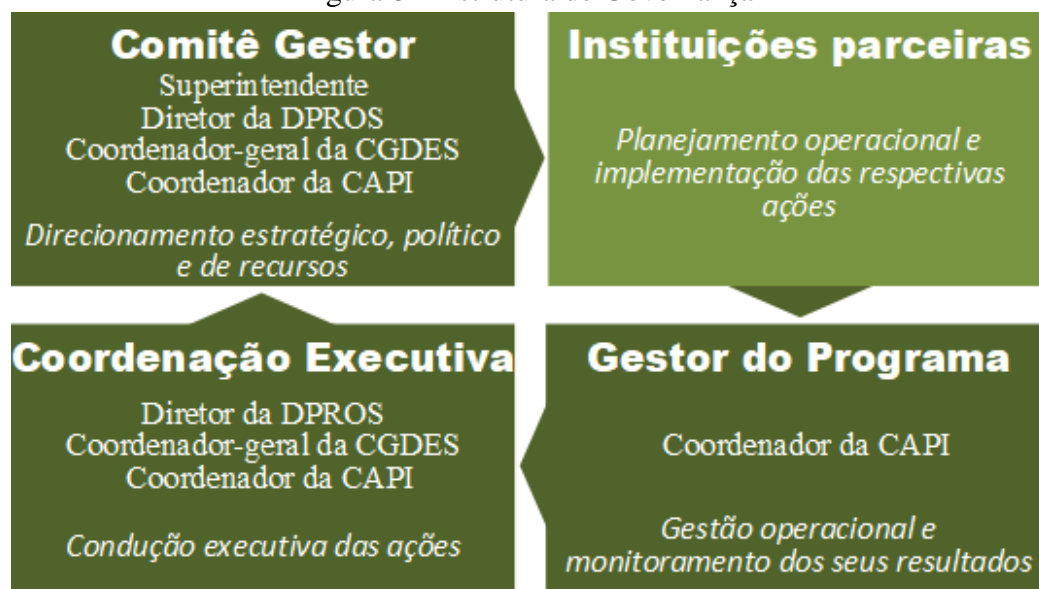 Comitê Gestor
Superintendente
Diretor da DPROS
Coordenador-geral da CGDES
Coordenador da CAPI
Direcionamento estratégico, político
e de recursos
Instituições parceiras
Planejamento operacional e
implementação das respectivas
ações
Coordenação Executiva
Diretor da DPROS
Coordenador-geral da CGDES
Coordenador da CAPI
Condução executiva das ações
Gestor do Programa
Coordenador da CAPI
Gestão operacional e
monitoramento dos seus resultados